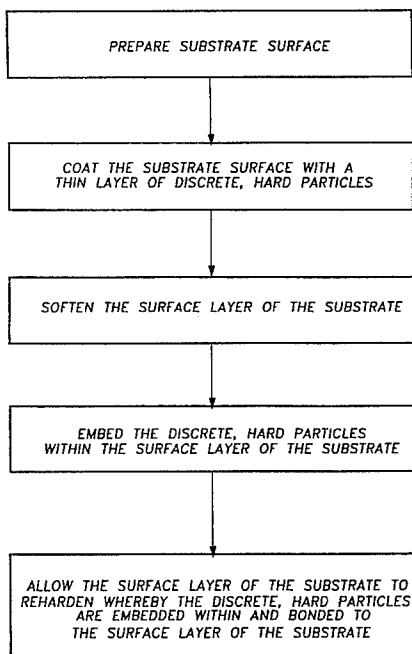 PREPARE SUBSTRATE SURFACE
COAT THE SUBSTRATE SURFACE WITH A
THIN LAYER OF DISCRETE, HARD PARTICLES
SOFTEN THE SURFACE LAYER OF THE SUBSTRATE
EMBED THE DISCRETE, HARD PARTICLES
WITHIN THE SURFACE LAYER OF THE SUBSTRATE
ALLOW THE SURFACE LAYER OF THE SUBSTRATE TO
REHARDEN WHEREBY THE DISCRETE, HARD PARTICLES
ARE EMBEDDED WITHIN AND BONDED TO
THE SURFACE LAYER OF THE SUBSTRATE